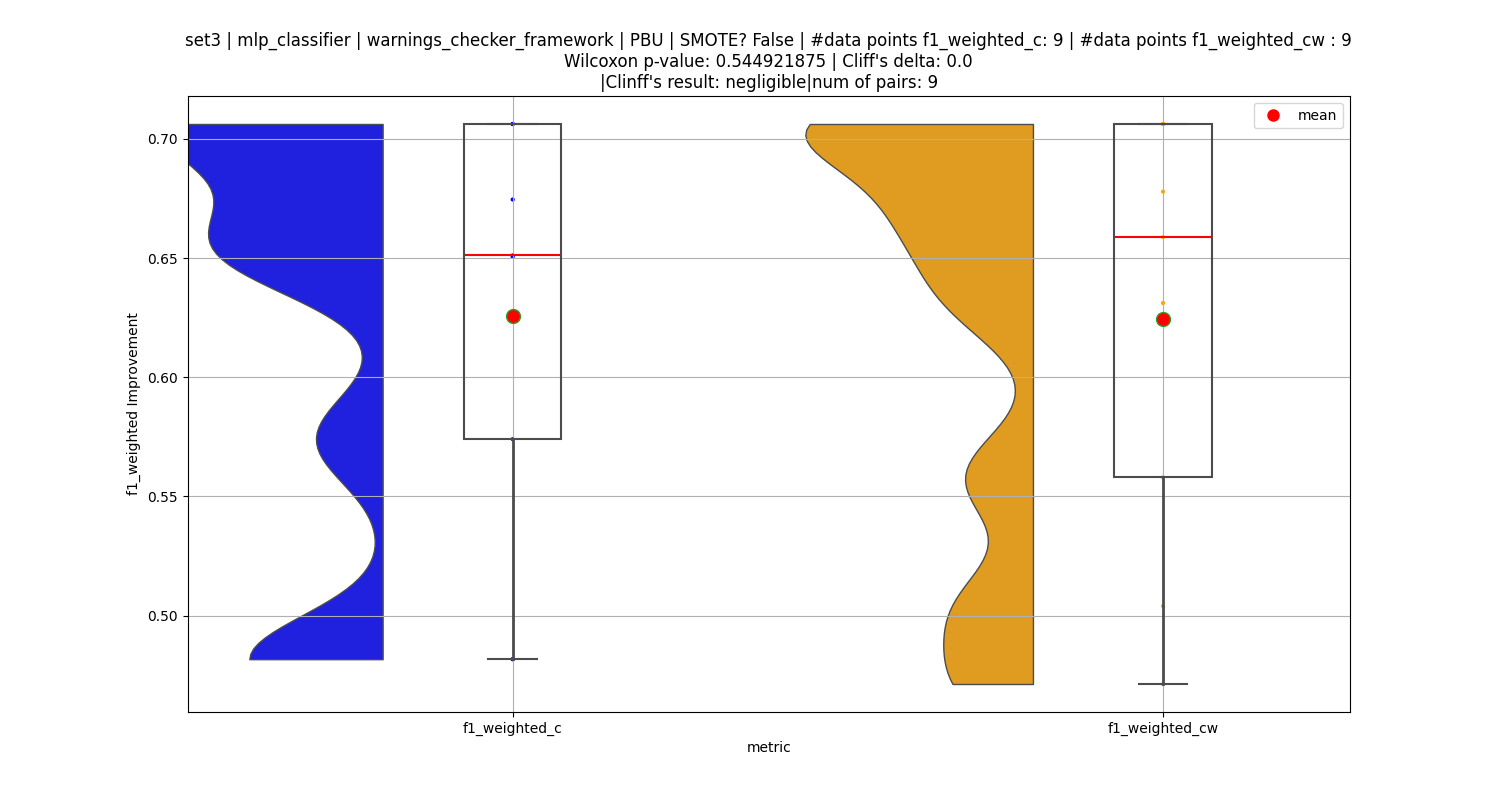 set3 | mlp_classifier | warnings_checker_framework | PBU | SMOTE? False | #data points f1_weighted_c: 9 | #data points f1_weighted_cw : 9
Wilcoxon p-value: 0.544921875 | Cliff's delta: 0.0
|Clinff's result: negligible|num of pairs: 9
mean
0.70
0.65
0.60
0.55
0.50
f1_weighted Improvement
f1_weighted_c
f1_weighted_cw
metric